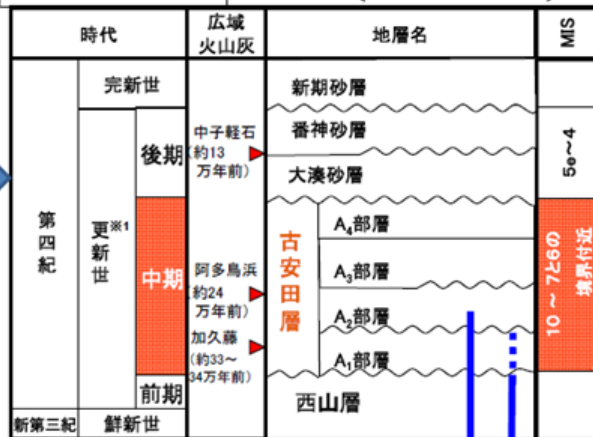 時代
広域
火山灰
地層名
MIS
第四紀
完新世
更新世※1
後期
中期
前期
新第三紀
鮮新世
中子軽石
(約13
万年前)
阿多鳥浜
(約24
万年前)
加久藤
(約33~
34万年前)
新期砂層
番神砂層
大湊砂層
古安田層
A4部層
A3部層
A2部層
A1部層
西山層
5e~4
10 ~ 7と6の
境界付近